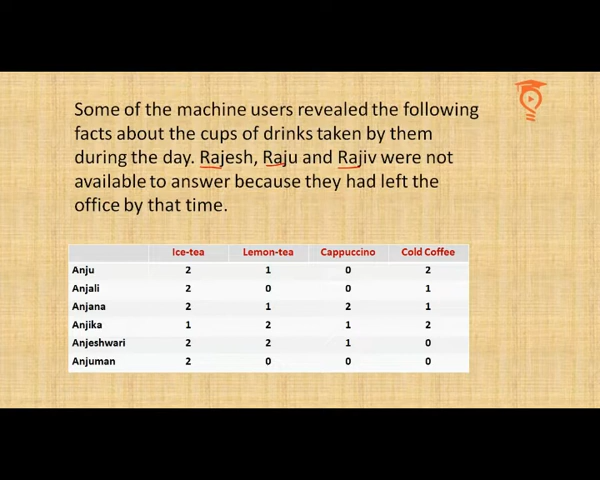 Some of the machine users revealed the following
facts about the cups of drinks taken by them
during the day. Rajesh, Raju and Rajiv were not
available to answer because they had left the
office by that time.
Ice-tea Lemon-tea Cappuccino Cold Coffee
Anju 2 1 0 2
Anjali 2 0 0 1
Anjana 2 1 2 1
Anjika 1 2 1 2
Anjeshwari 2 2 1 0
Anjuman 2 0 0 0